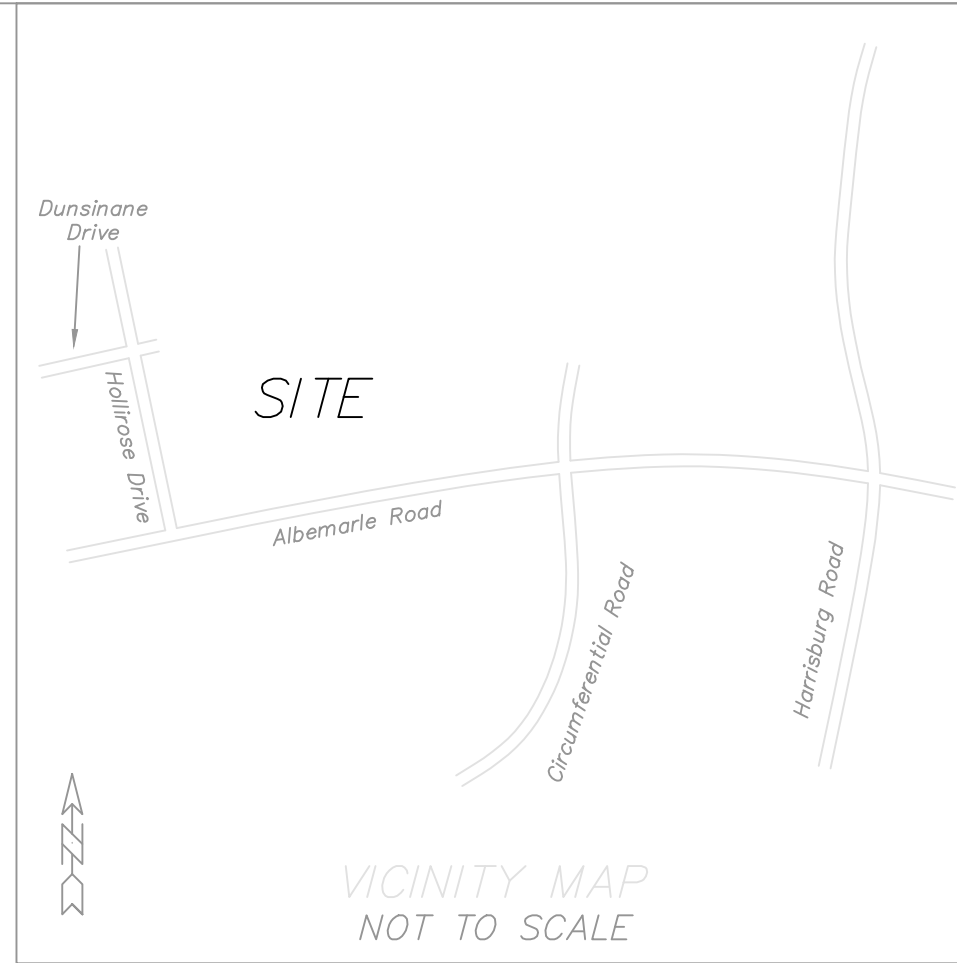 Dunsinane
Drive
Hollirose Drive
SITE
Albemarle Road
Circumferential Road
Harrisburg Road
N
VICINITY MAP
NOT TO SCALE